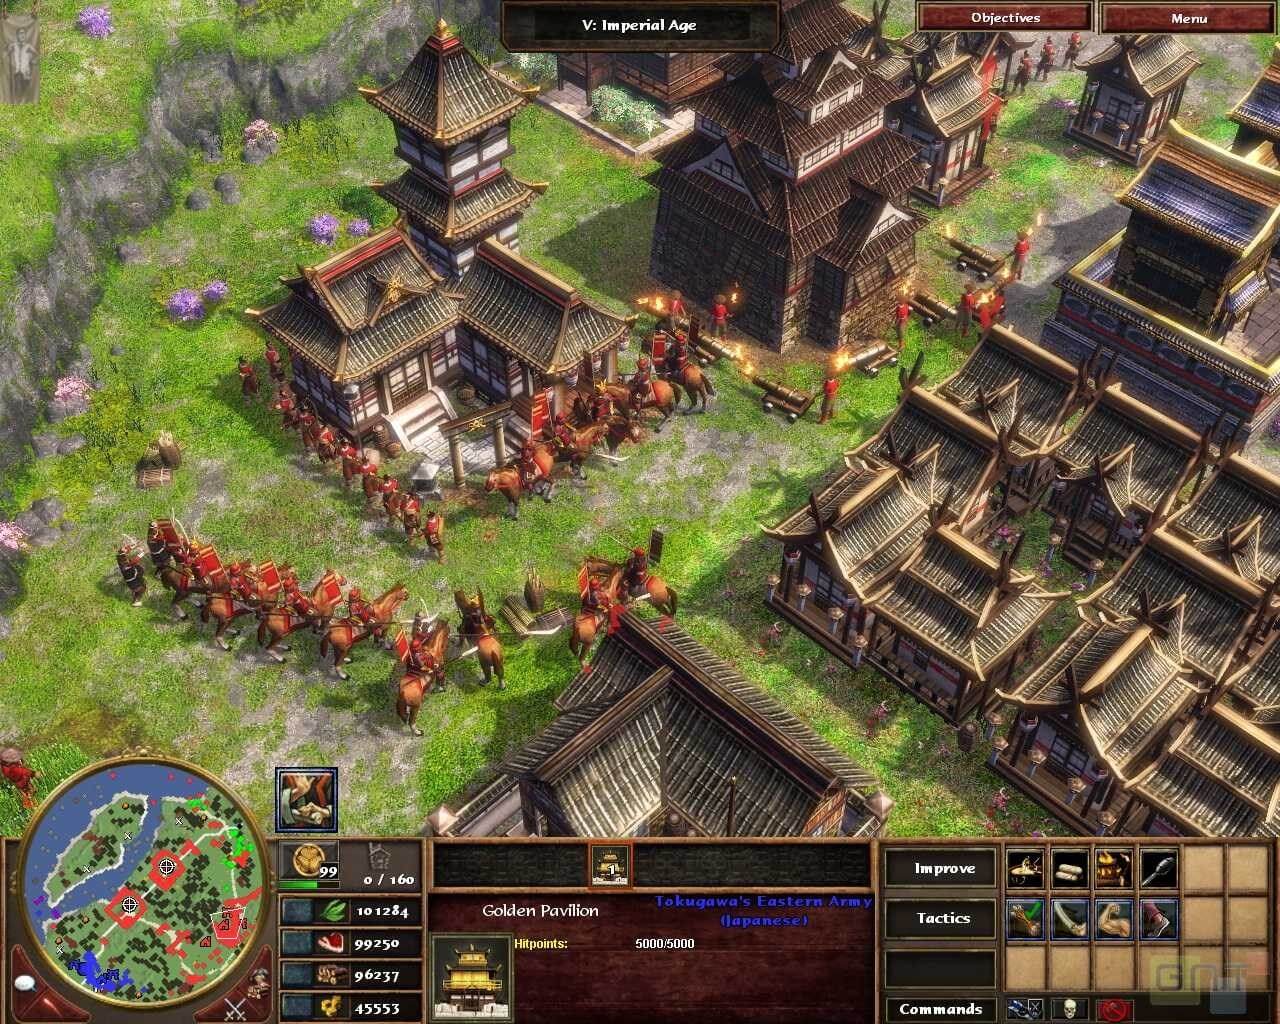 V: Imperial Age
Objectives
Menu
99
0 / 160
101284
99250
96237
45553
1
Golden Pavilion
Tokugawa's Eastern Army
(Japanese)
Hitpoints:
5000/5000
Improve
Tactics
Commands